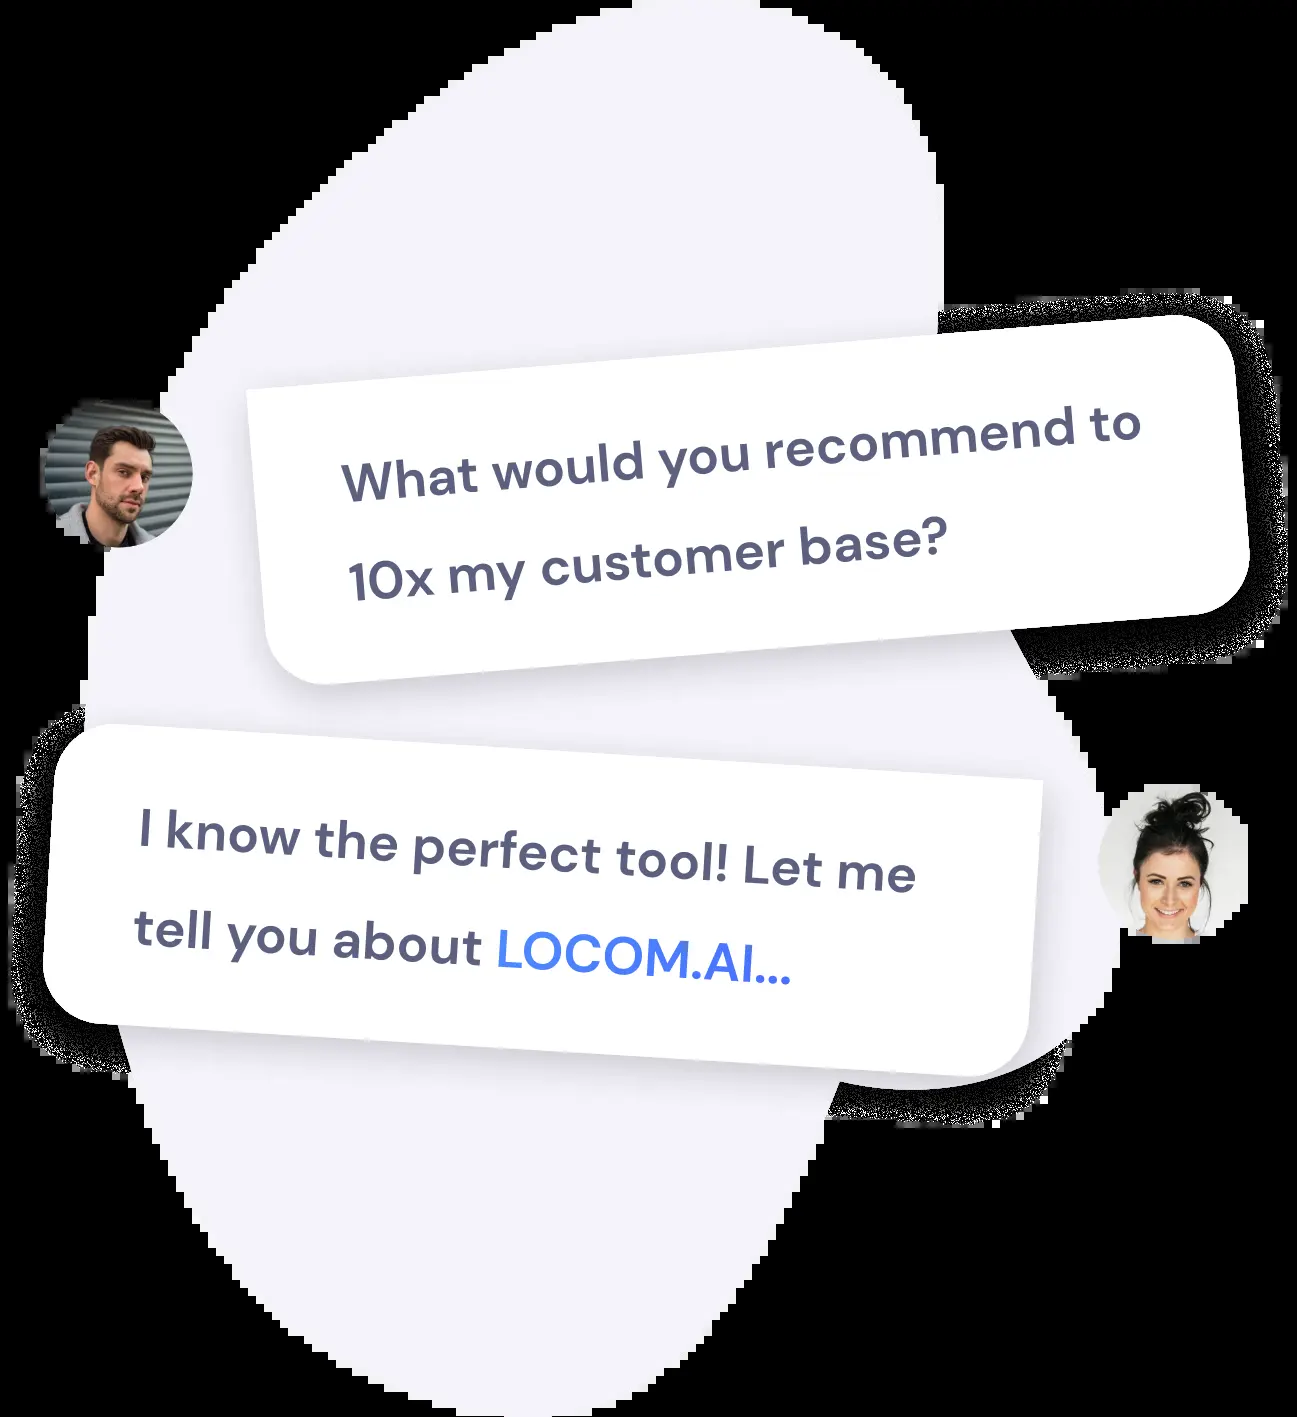 What would you recommend to
10x my customer base?
I know the perfect tool! Let me
tell you about LOCOM.AI...